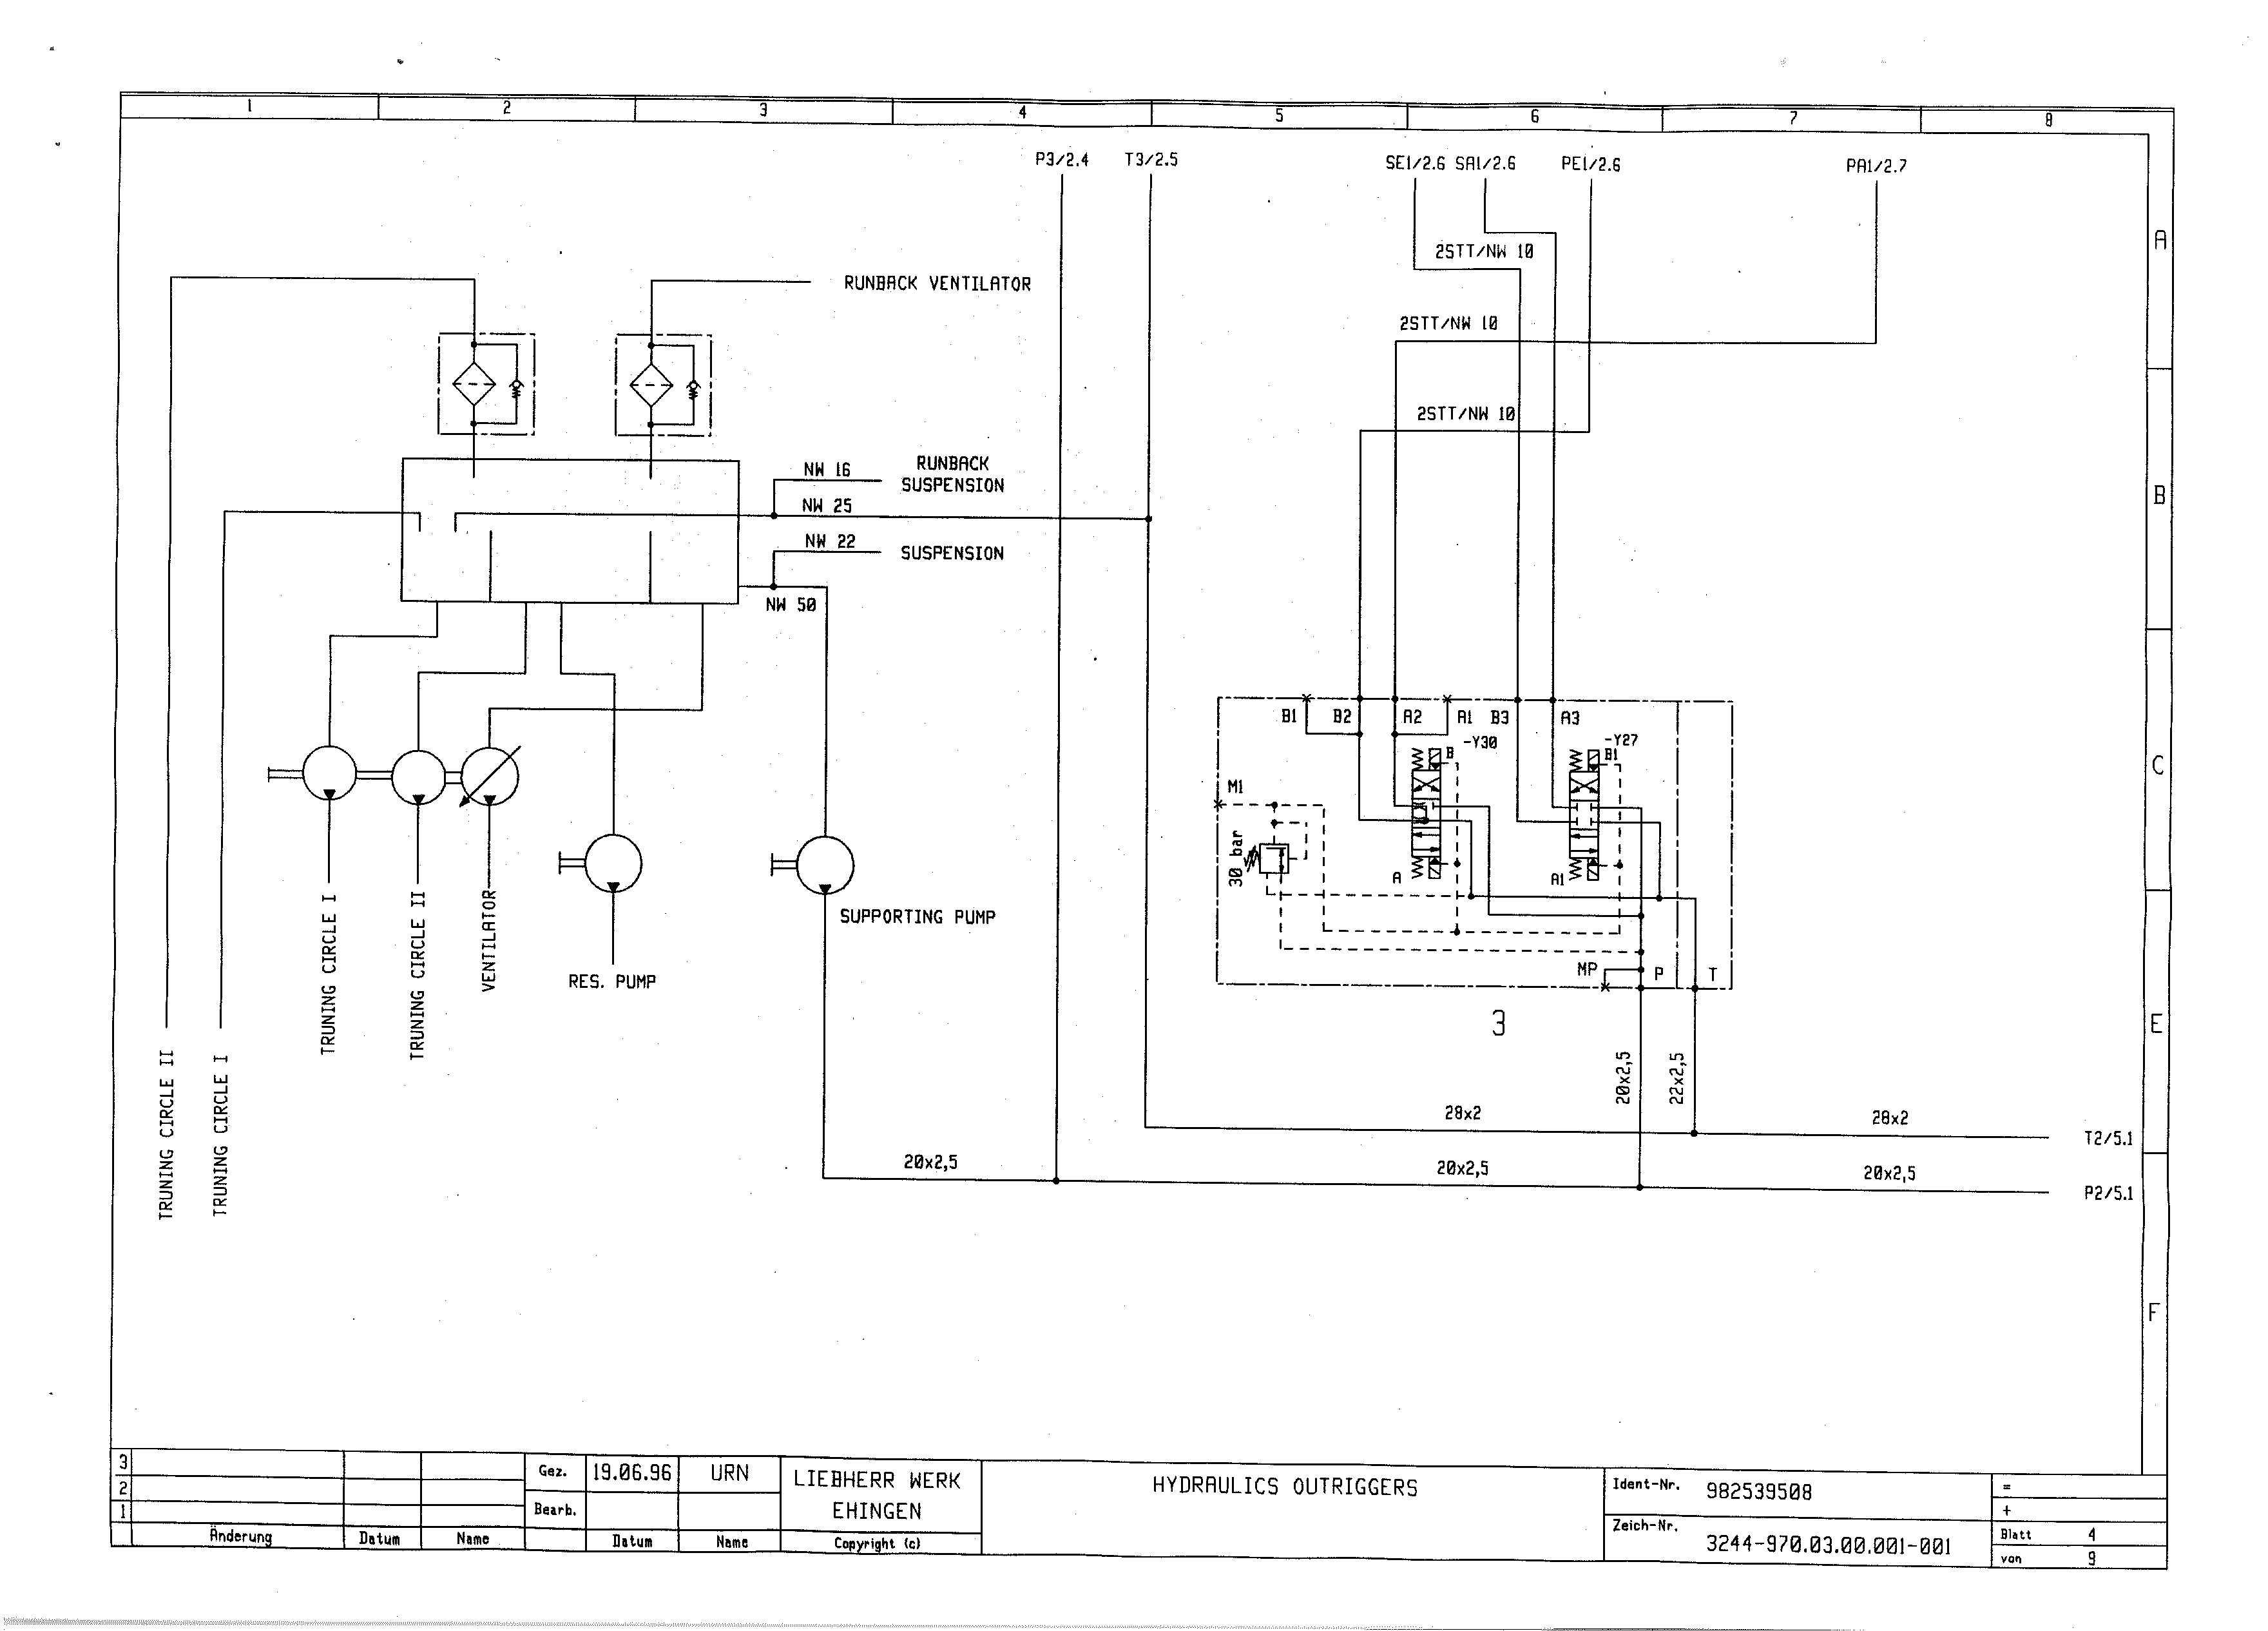 1 2 3 4 5 6 7 8
P3/2.4 T3/2.5 SE1/2.6 SA1/2.6 PE1/2.6 PA1/2.7
A
2STT/NW 10
RUNBACK VENTILATOR
2STT/NW 10
2STT/NW 10
NW 16 RUNBACK
SUSPENSION
B
NW 25
NW 22 SUSPENSION
NW 50
B1 B2 A2 A1 B3 A3
-Y30 -Y27
B B1
C
M1
30 bar
A A1
SUPPORTING PUMP
TRUNING CIRCLE I
TRUNING CIRCLE II
VENTILATOR
RES. PUMP
MP P T
3
E
TRUNING CIRCLE II
TRUNING CIRCLE I
20x2,5
22x2,5
28x2 28x2
T2/5.1
20x2,5 20x2,5 20x2,5
P2/5.1
F
3
2
1
Änderung Datum Name
Gez. 19.06.96 URN
Bearb.
Datum Name
LIEBHERR WERK
EHINGEN
Copyright (c)
HYDRAULICS OUTRIGGERS
Ident-Nr. 982539508
Zeich-Nr. 3244-970.03.00.001-001
=
+
Blatt 4
von 9